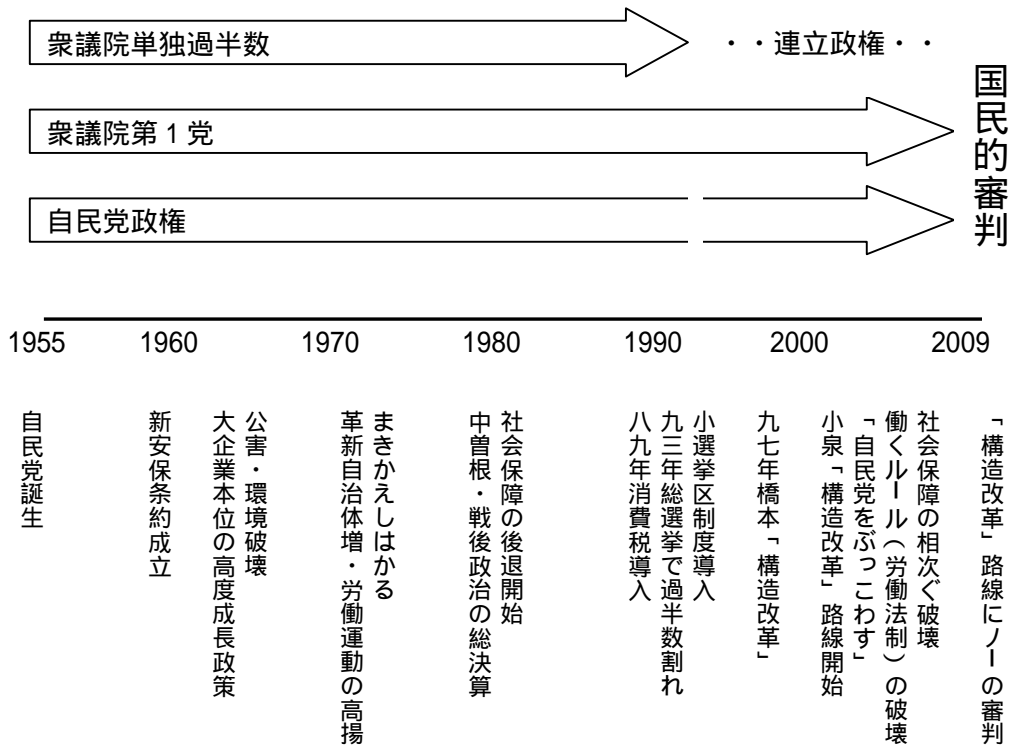 衆議院単独過半数
・・連立政権・・
衆議院第1党
自民党政権
国民的審判
1955 1960 1970 1980 1990 2000 2009
自民党誕生
新安保条約成立
大企業本位の高度成長政策
公害・環境破壊
革新自治体増・労働運動の高揚
まきかえしはかる
中曽根・戦後政治の総決算
社会保障の後退開始
八九年消費税導入
九三年総選挙で過半数割れ
小選挙区制度導入
九七年橋本「構造改革」
小泉「構造改革」路線開始
「自民党をぶっこわす」
働くルール(労働法制)の破壊
社会保障の相次ぐ破壊
「構造改革」路線にノーの審判